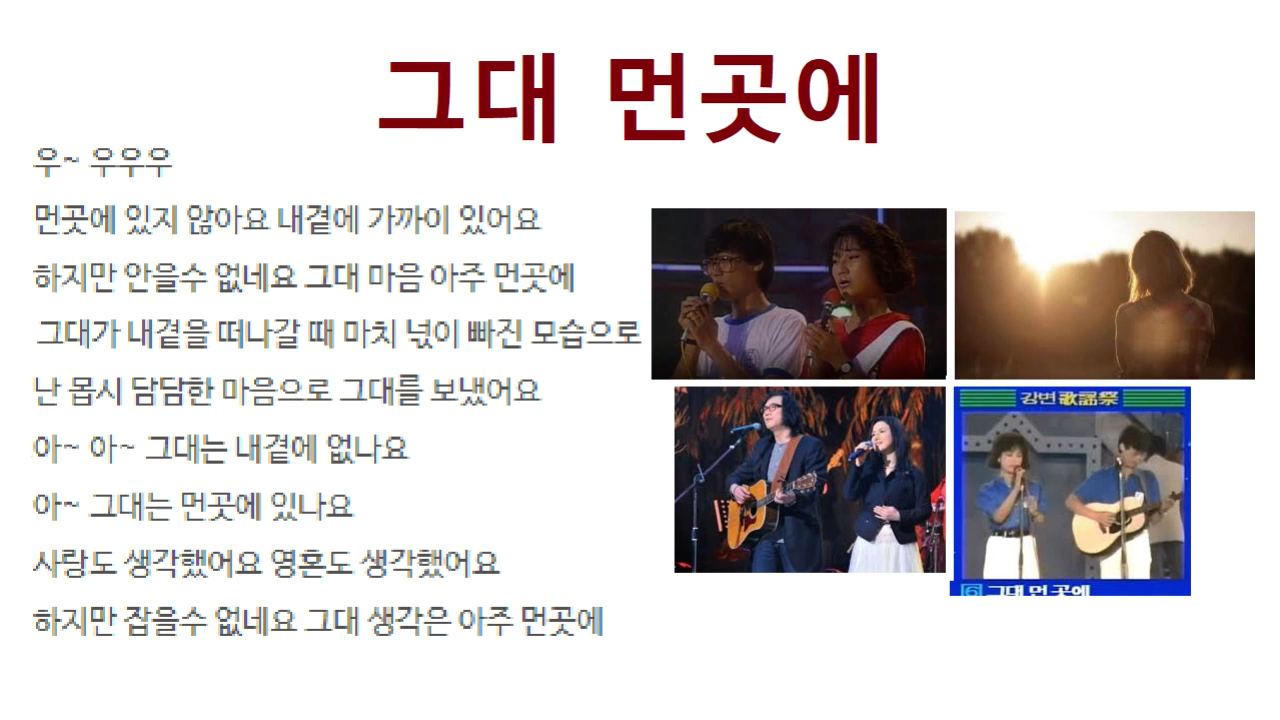 그대 먼곳에
우~ 우우우
먼곳에 있지 않아요 내곁에 가까이 있어요
하지만 안을수 없네요 그대 마음 아주 먼곳에
그대가 내곁을 떠나갈 때 마치 넋이 빠진 모습으로
난 몹시 담담한 마음으로 그대를 보냈어요
아~ 아~ 그대는 내곁에 없나요
아~ 그대는 먼곳에 있나요
사랑도 생각했어요 영혼도 생각했어요
하지만 잡을수 없네요 그대 생각은 아주 먼곳에
강변歌謠祭
6 그대 먼 곳에